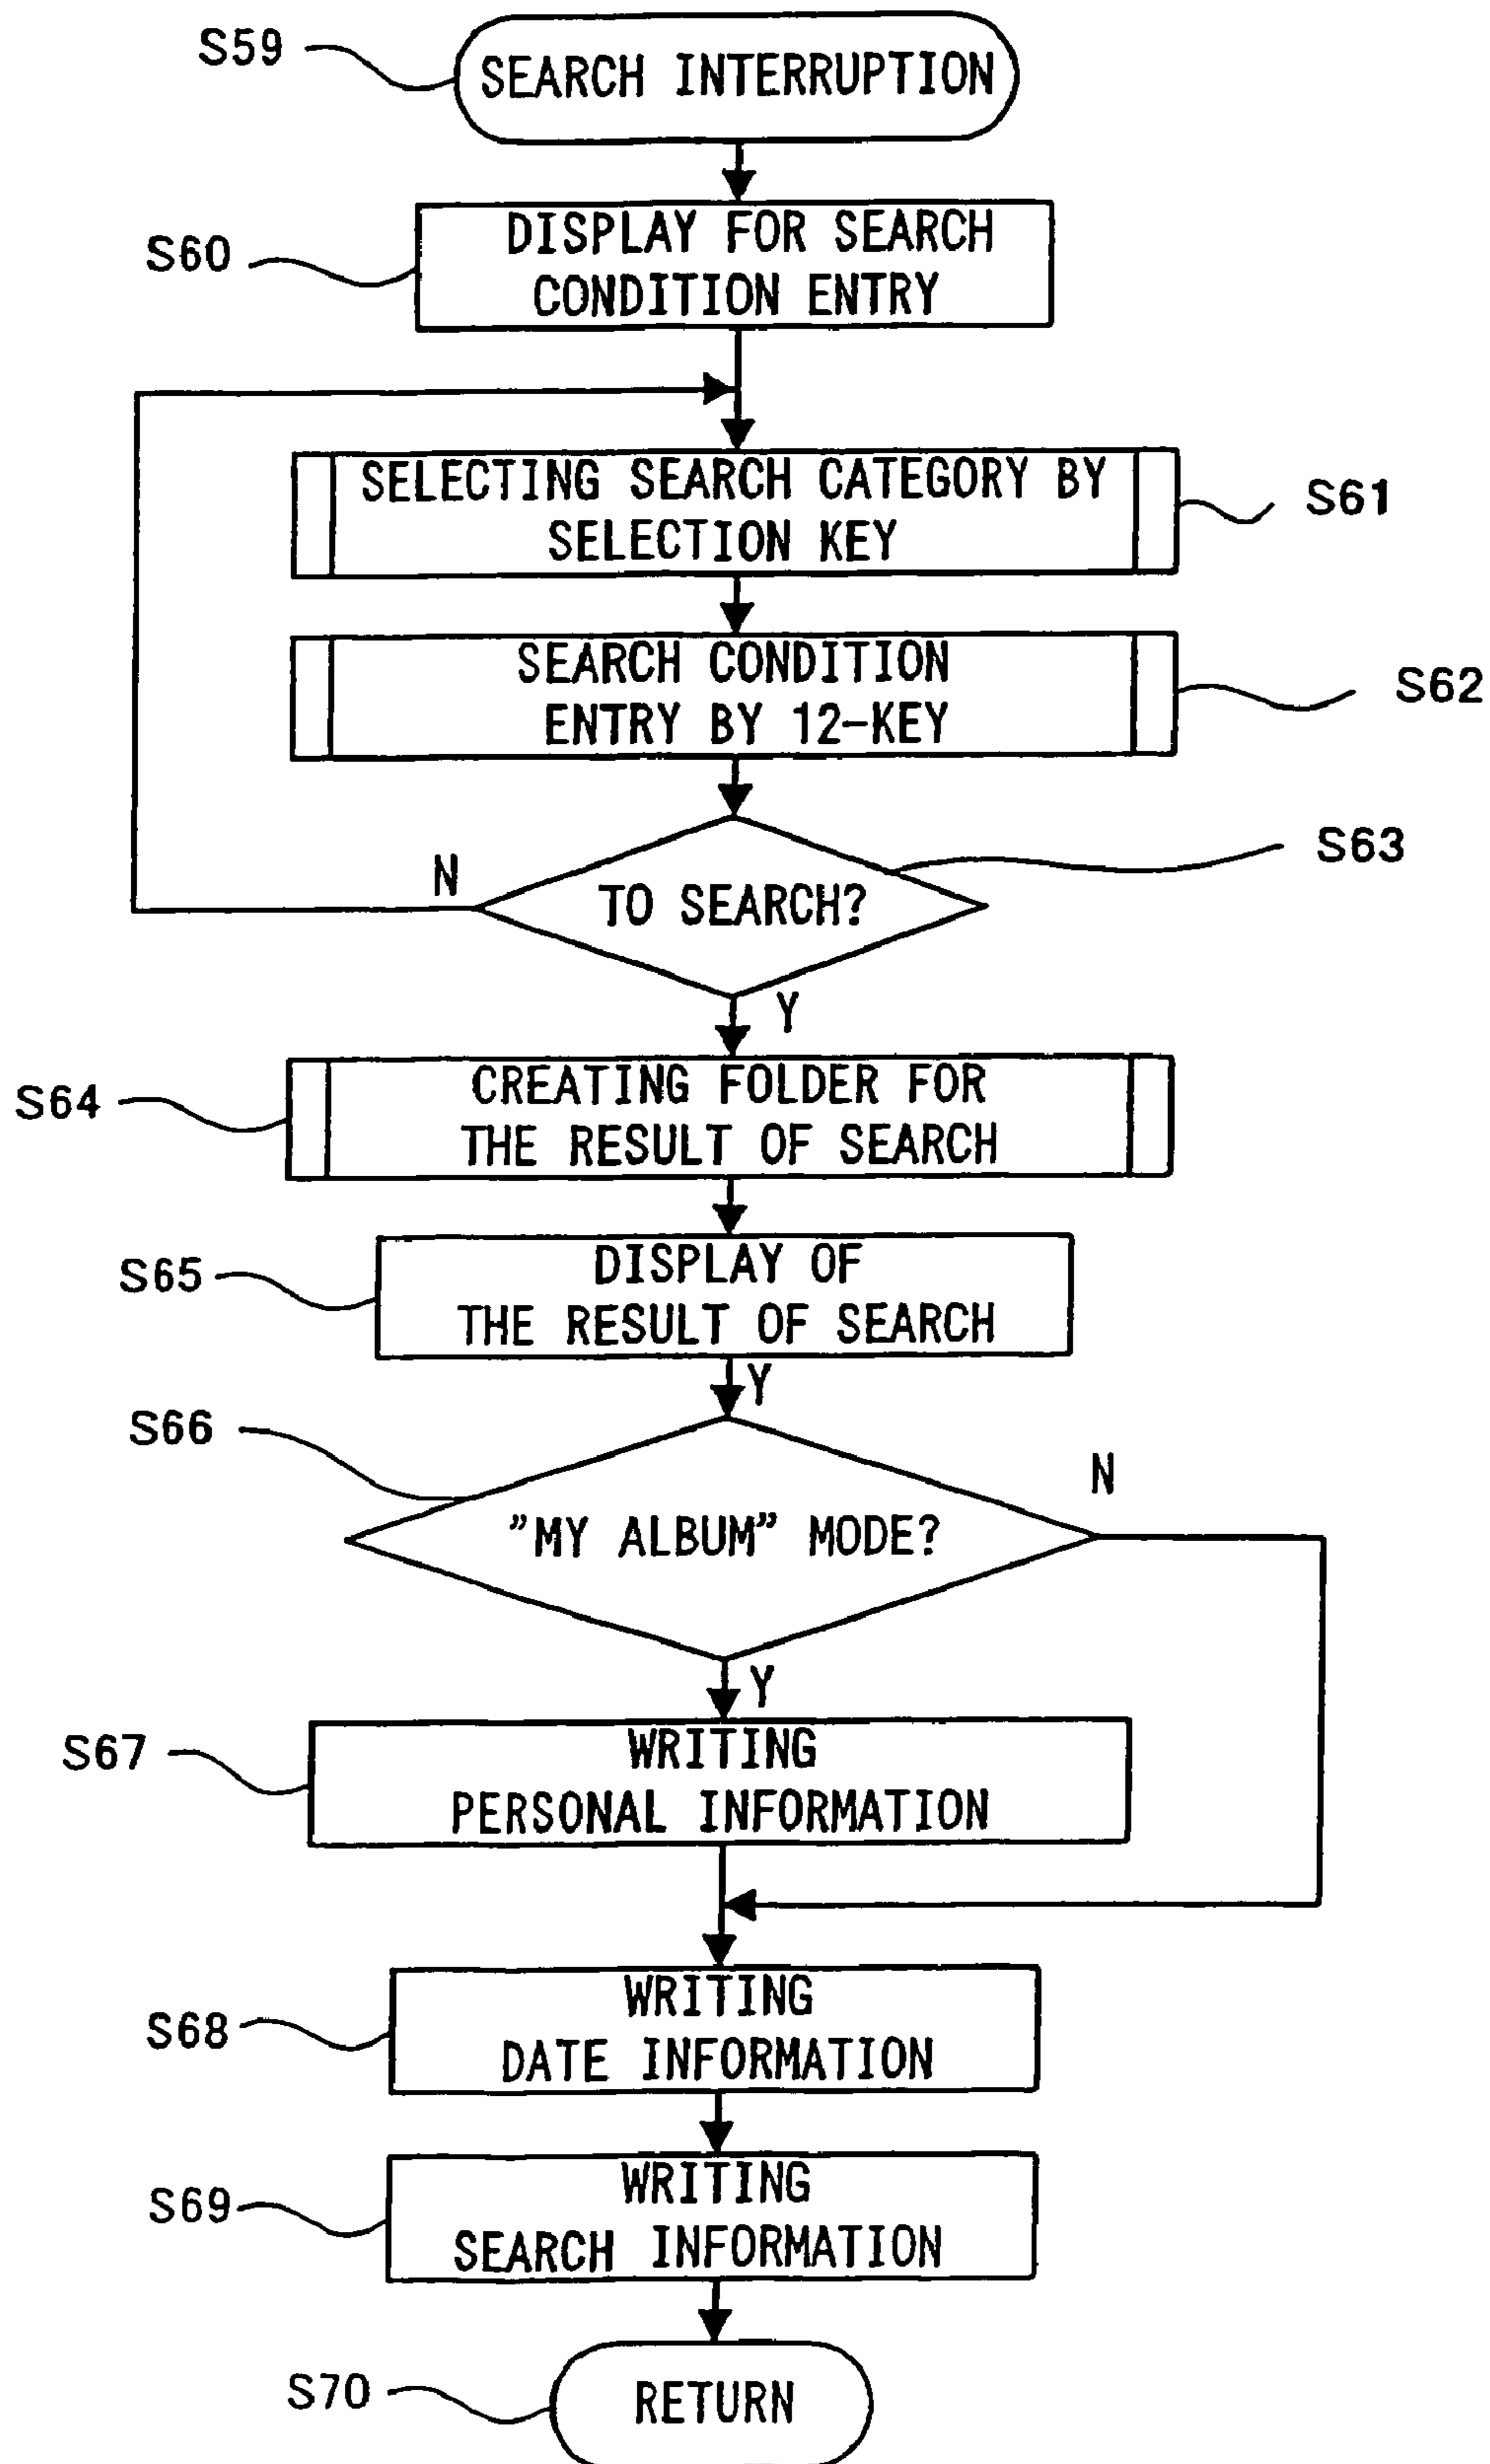 S59
SEARCH INTERRUPTION
S60
DISPLAY FOR SEARCH
CONDITION ENTRY
SELECTING SEARCH CATEGORY BY
SELECTION KEY
S61
SEARCH CONDITION
ENTRY BY 12-KEY
S62
S63
N
TO SEARCH?
Y
S64
CREATING FOLDER FOR
THE RESULT OF SEARCH
S65
DISPLAY OF
THE RESULT OF SEARCH
Y
S66
N
”MY ALBUM” MODE?
Y
S67
WRITING
PERSONAL INFORMATION
S68
WRITING
DATE INFORMATION
S69
WRITING
SEARCH INFORMATION
S70
RETURN